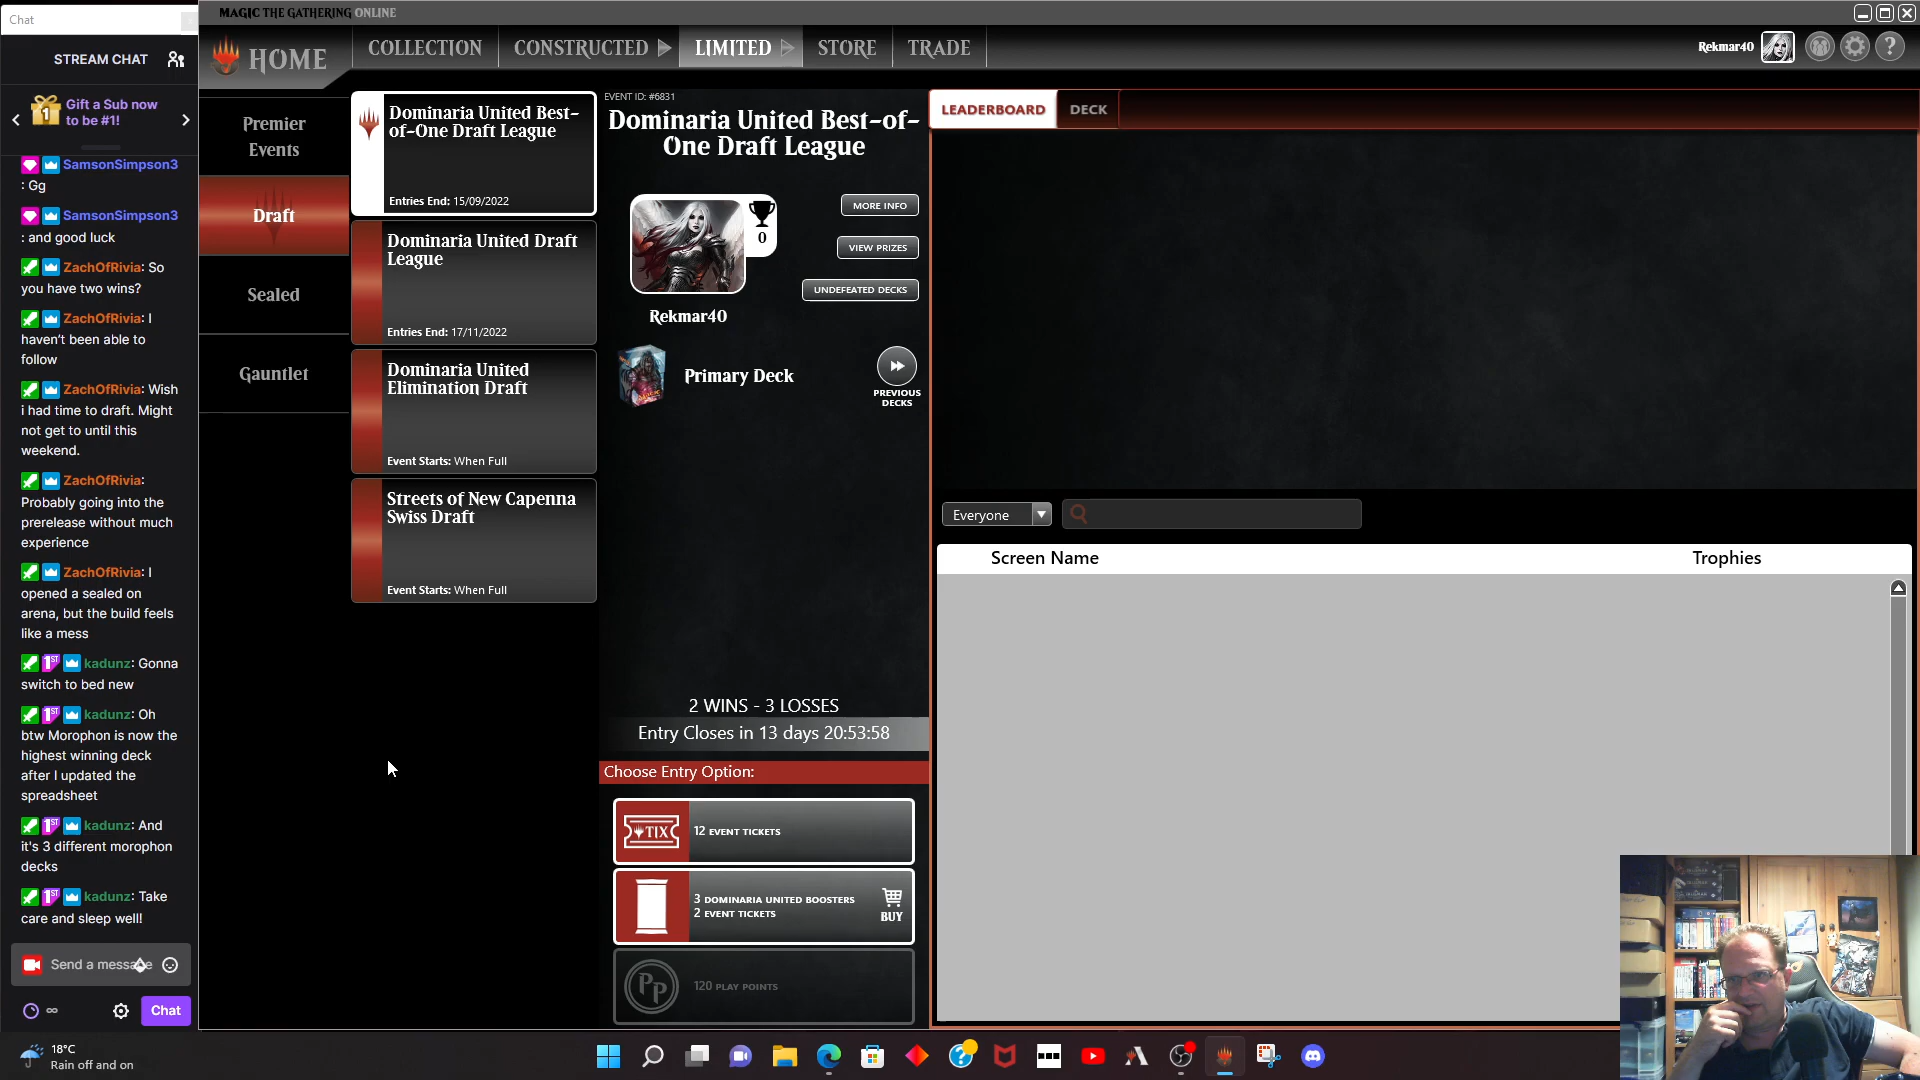 Chat
MAGIC THE GATHERING ONLINE
HOME
COLLECTION
CONSTRUCTED
LIMITED
STORE
TRADE
Rekmar40
?
STREAM CHAT
1
Gift a Sub now
to be #1!
SamsonSimpson3
: Gg
SamsonSimpson3
: and good luck
ZachOfRivia: So
you have two wins?
ZachOfRivia: I
haven't been able to
follow
ZachOfRivia: Wish
i had time to draft. Might
not get to until this
weekend.
ZachOfRivia:
Probably going into the
prerelease without much
experience
ZachOfRivia: I
opened a sealed on
arena, but the build feels
like a mess
1ST kadunz: Gonna
switch to bed new
1ST kadunz: Oh
btw Morophon is now the
highest winning deck
after I updated the
spreadsheet
1ST kadunz: And
it's 3 different morophon
decks
1ST kadunz: Take
care and sleep well!
Send a message
∞
Chat
Premier
Events
Draft
Sealed
Gauntlet
Dominaria United Best-
of-One Draft League
Entries End: 15/09/2022
Dominaria United Draft
League
Entries End: 17/11/2022
Dominaria United
Elimination Draft
Event Starts: When Full
Streets of New Capenna
Swiss Draft
Event Starts: When Full
EVENT ID: #6831
Dominaria United Best-of-
One Draft League
0
MORE INFO
VIEW PRIZES
UNDEFEATED DECKS
Rekmar40
Primary Deck
PREVIOUS
DECKS
2 WINS - 3 LOSSES
Entry Closes in 13 days 20:53:58
Choose Entry Option:
TIX
12 EVENT TICKETS
3 DOMINARIA UNITED BOOSTERS
2 EVENT TICKETS
BUY
PP
120 PLAY POINTS
LEADERBOARD
DECK
Everyone
Screen Name
Trophies
18°C
Rain off and on